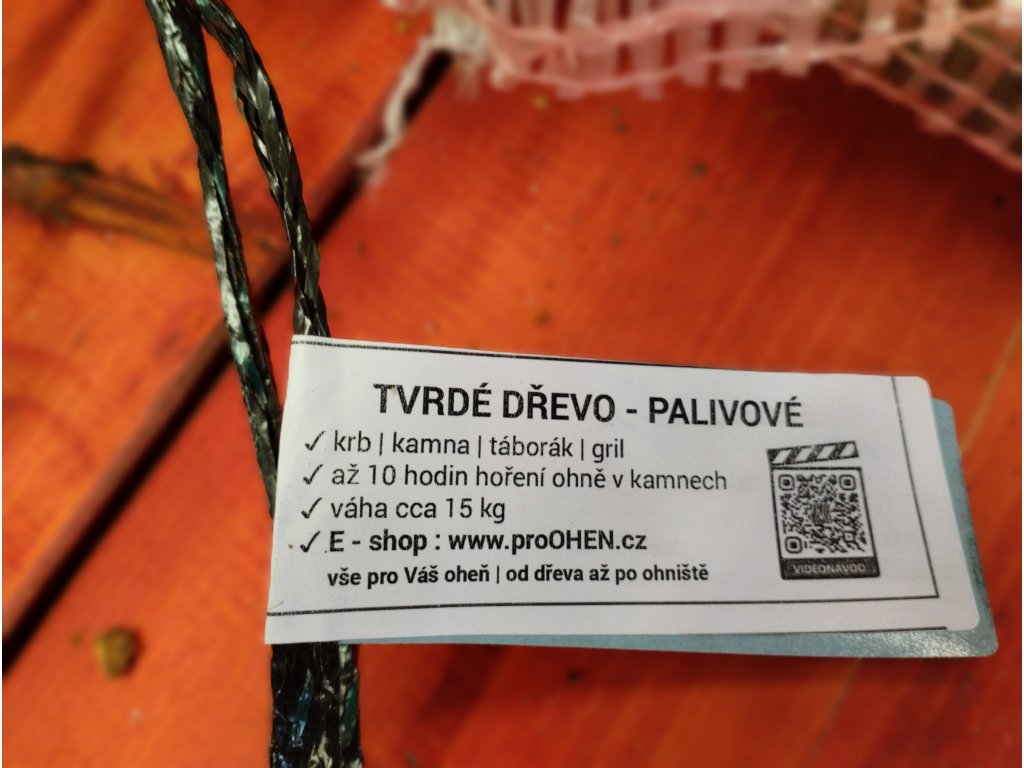 TVRDÉ DŘEVO - PALIVOVÉ
✓ krb | kamna | táborák | gril
✓ až 10 hodin hoření ohně v kamnech
✓ váha cca 15 kg
✓ E - shop : www.proOHEN.cz
vše pro Váš oheň | od dřeva až po ohniště
VIDEONÁVOD